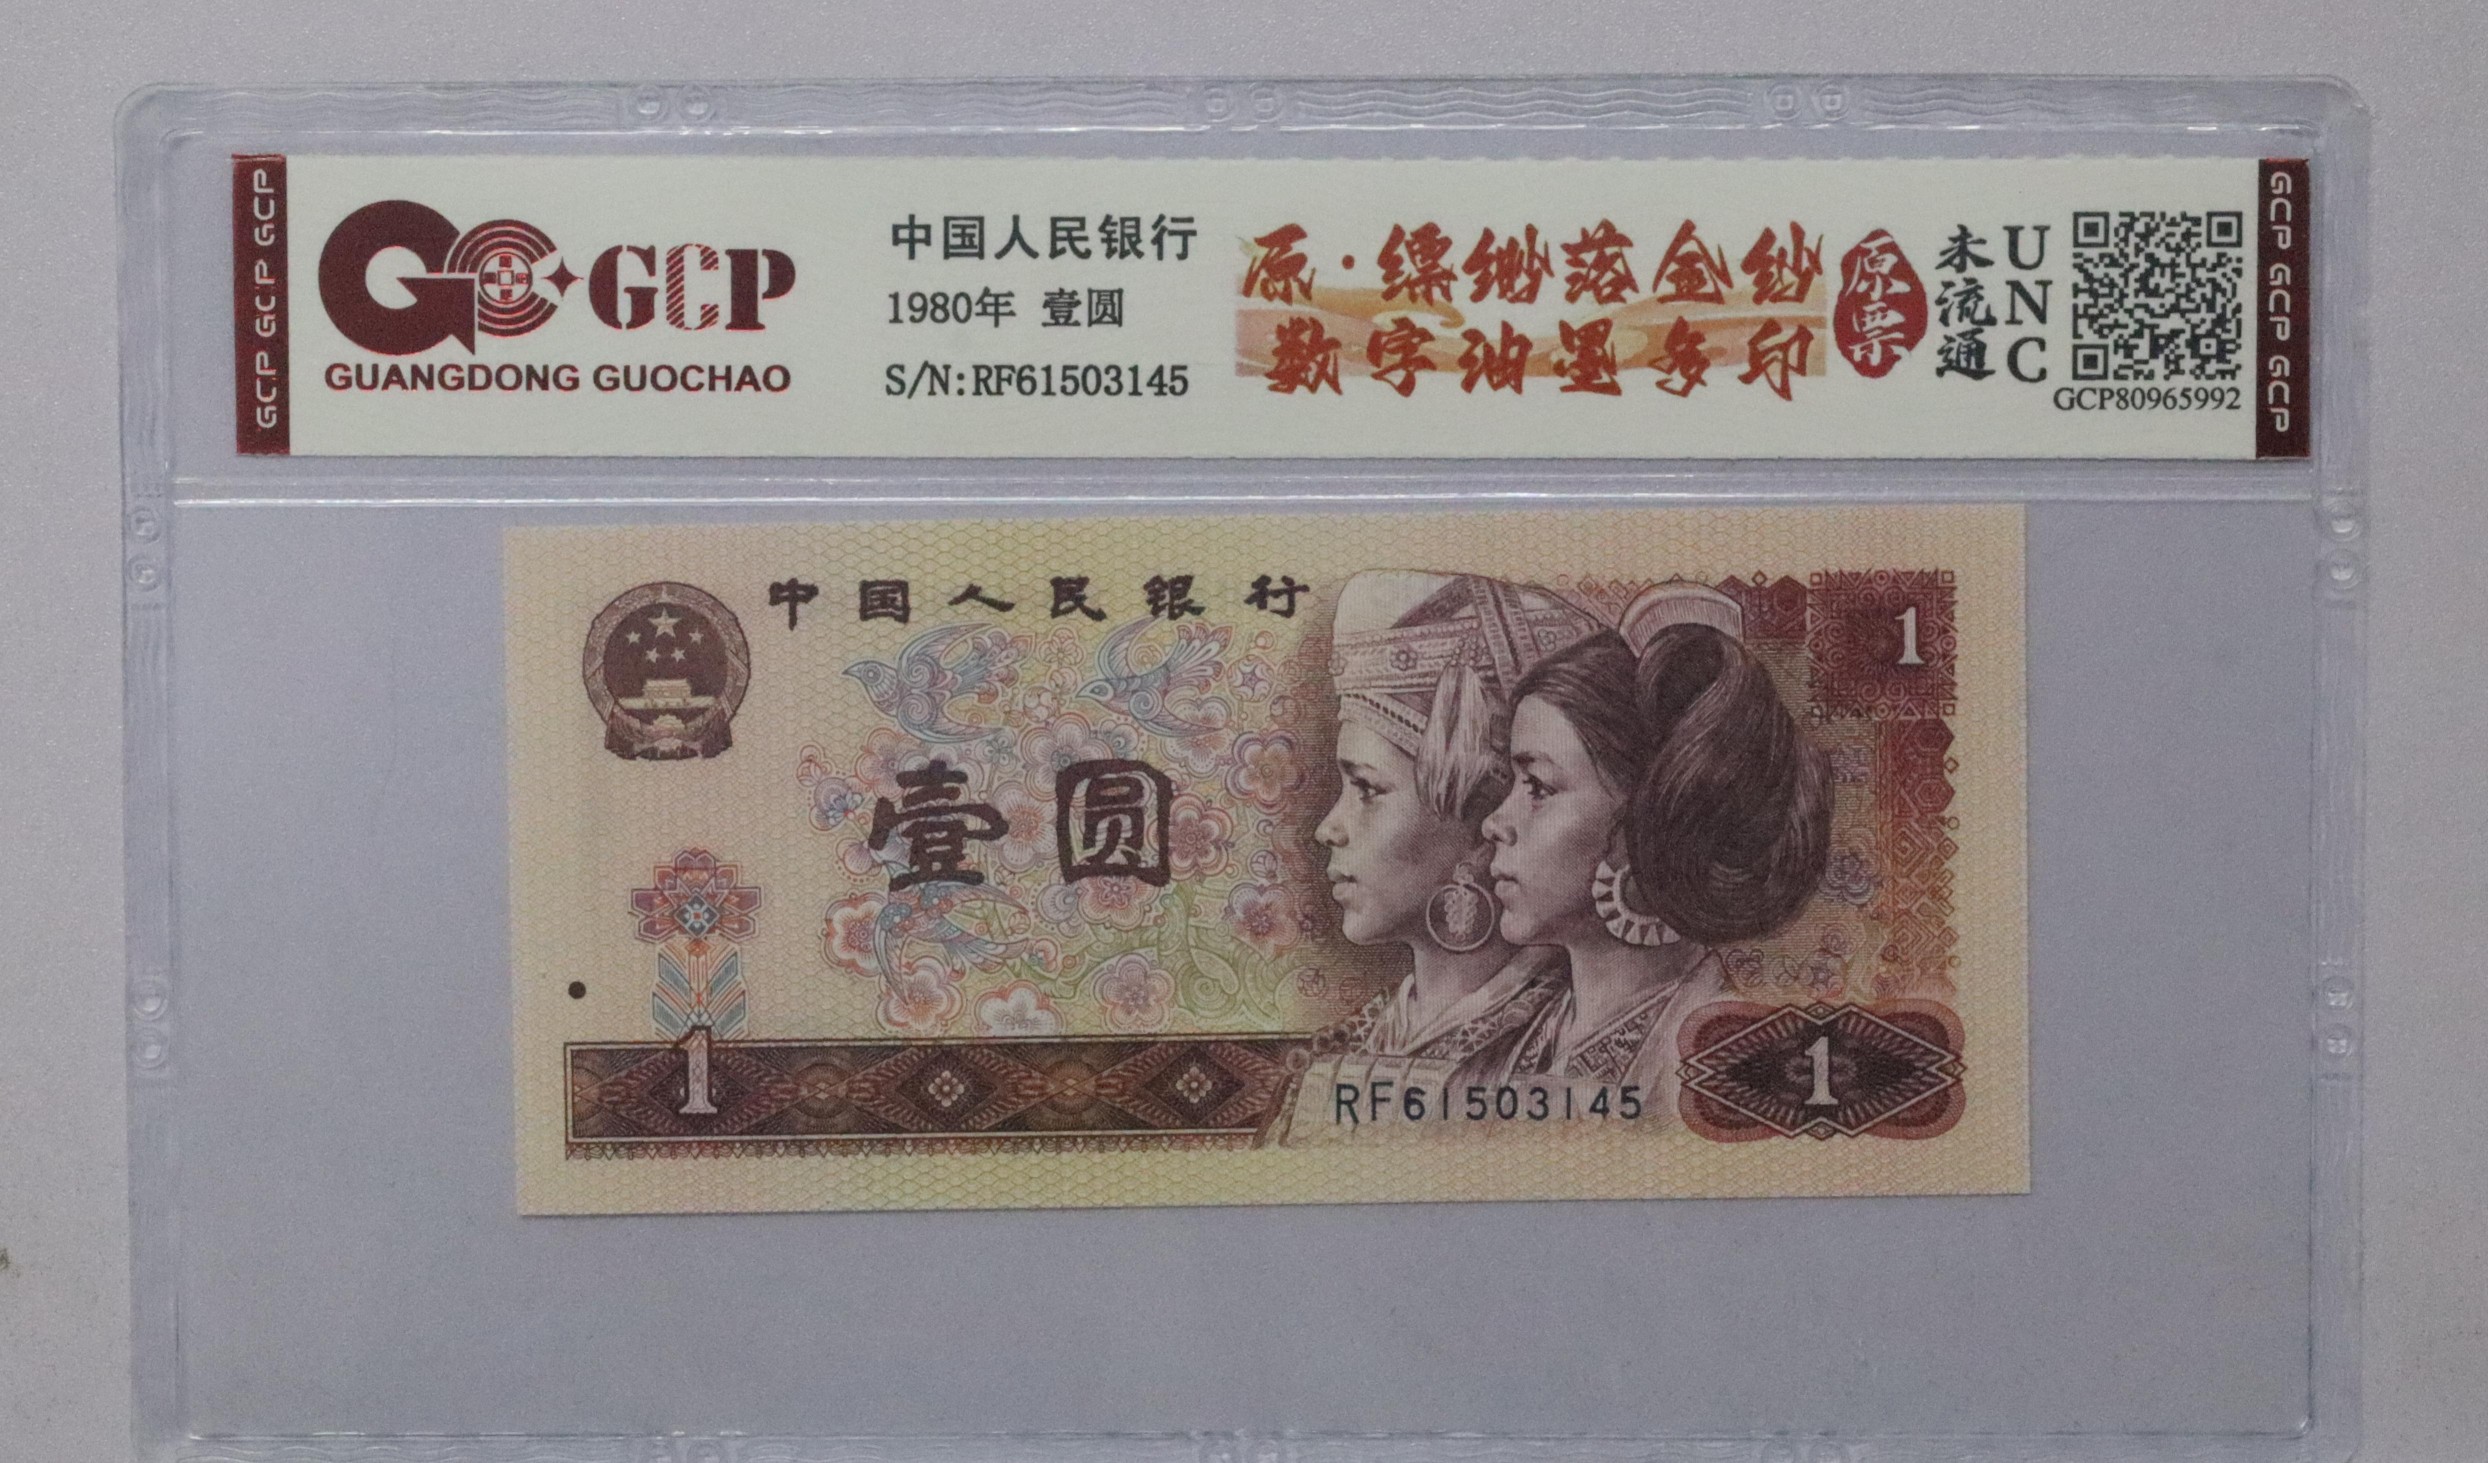 GCP GCP GCP
GCP
GUANGDONG GUOCHAO
中国人民银行
1980年 壹圆
S/N:RF61503145
原·缥缈落金纱
数字油墨多印
原票
未流通
UNC
GCP80965992
GCP GCP GCP
中国人民银行
1
壹圆
1
RF61503145
1